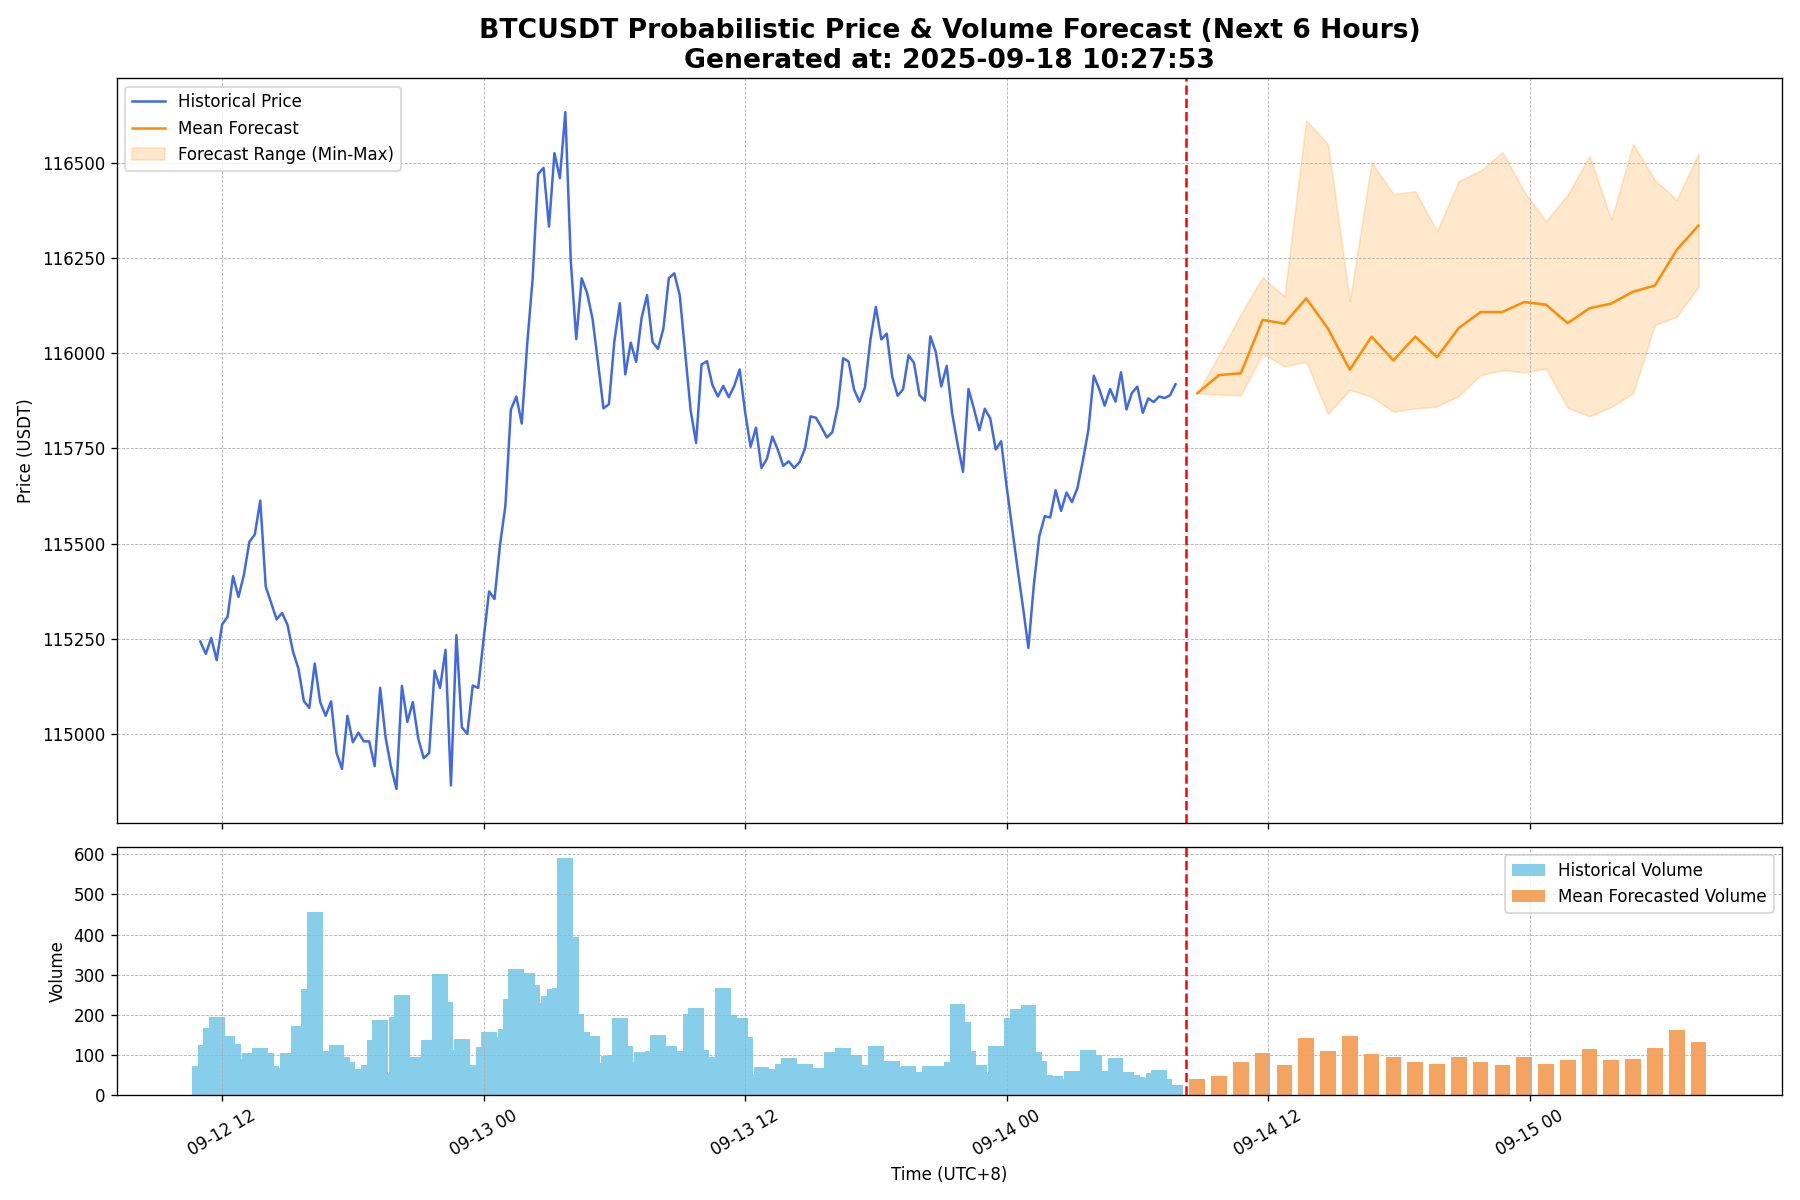 BTCUSDT Probabilistic Price & Volume Forecast (Next 6 Hours)
Generated at: 2025-09-18 10:27:53
Historical Price
Mean Forecast
Forecast Range (Min-Max)
116500
116250
116000
115750
115500
115250
115000
Price (USDT)
Historical Volume
Mean Forecasted Volume
600
500
400
300
200
100
0
Volume
09-12 12
09-13 00
09-13 12
09-14 00
09-14 12
09-15 00
Time (UTC+8)